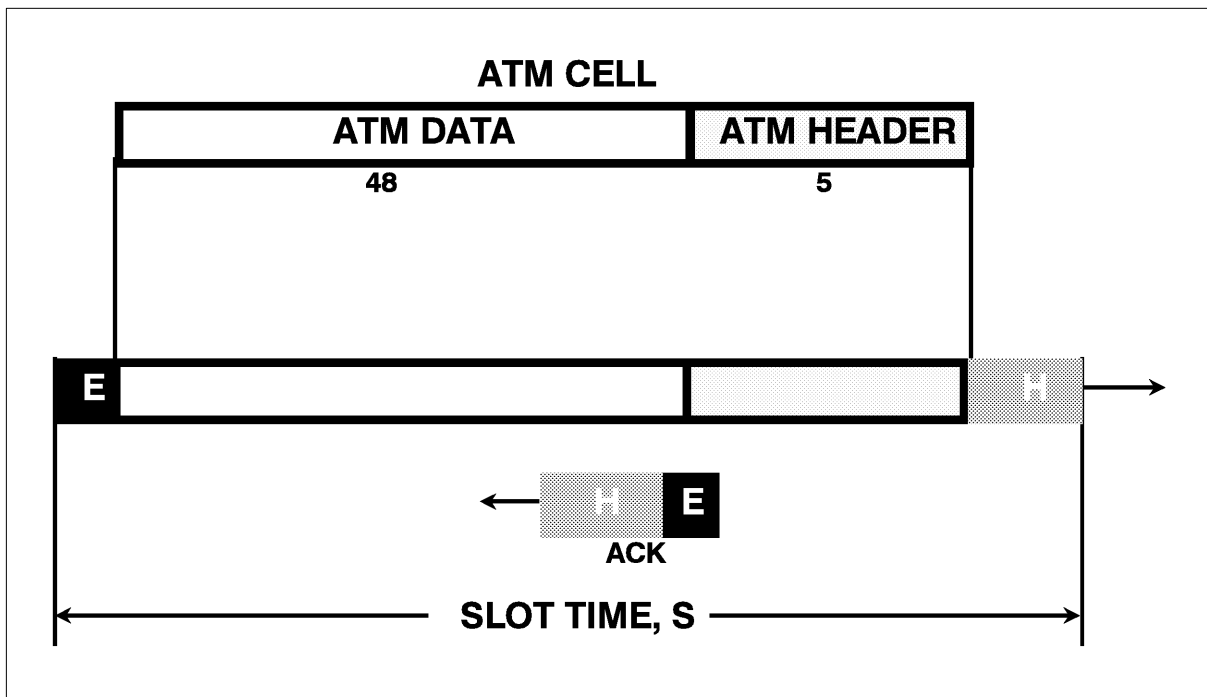 ATM CELL
ATM DATA ATM HEADER
48 5
E H
H E
ACK
SLOT TIME, S